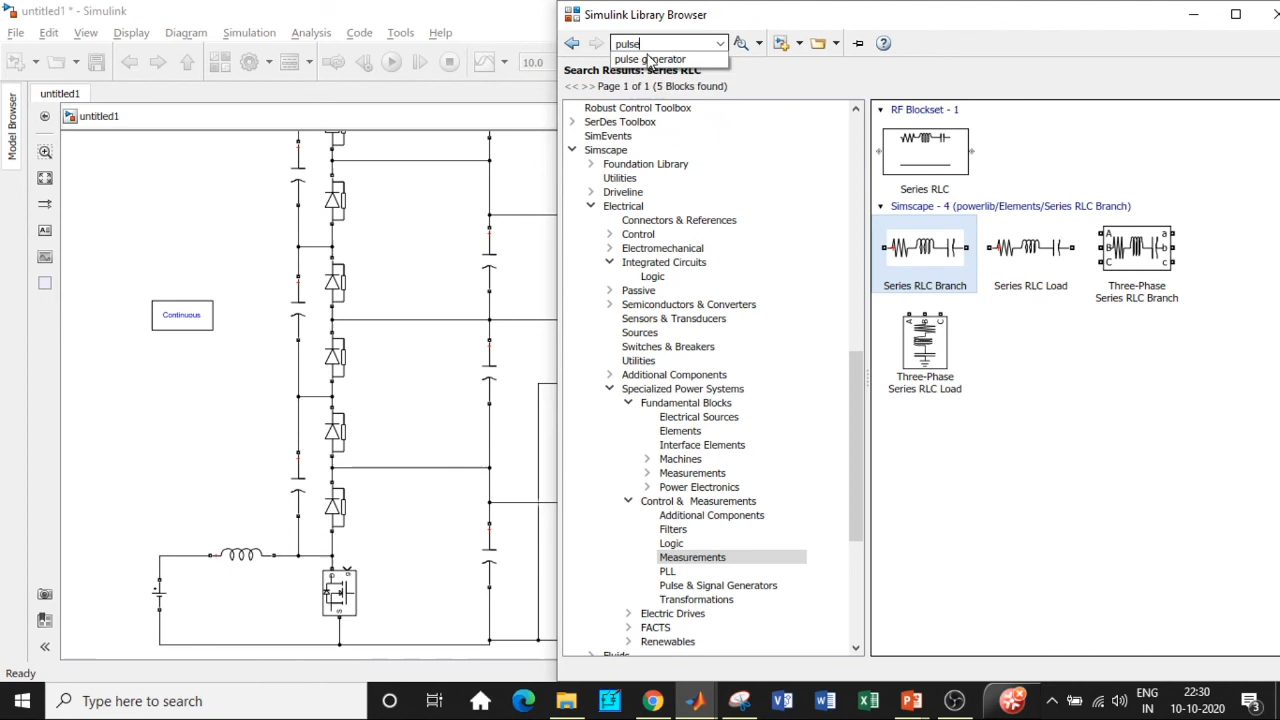 untitled1 * - Simulink
File Edit View Display Diagram Simulation Analysis Code Tools Help
10.0
untitled1
untitled1
Model Browser
Continuous
Ready
Simulink Library Browser
pulse
pulse generator
Search Results: Series RLC
<< >> Page 1 of 1 (5 Blocks found)
Robust Control Toolbox
SerDes Toolbox
SimEvents
Simscape
Foundation Library
Utilities
Driveline
Electrical
Connectors & References
Control
Electromechanical
Integrated Circuits
Logic
Passive
Semiconductors & Converters
Sensors & Transducers
Sources
Switches & Breakers
Utilities
Additional Components
Specialized Power Systems
Fundamental Blocks
Electrical Sources
Elements
Interface Elements
Machines
Measurements
Power Electronics
Control & Measurements
Additional Components
Filters
Logic
Measurements
PLL
Pulse & Signal Generators
Transformations
Electric Drives
FACTS
Renewables
Fluids
RF Blockset - 1
Series RLC
Simscape - 4 (powerlib/Elements/Series RLC Branch)
Series RLC Branch
Series RLC Load
A a
B b
C c
Three-Phase
Series RLC Branch
A B C
Three-Phase
Series RLC Load
Type here to search
ENG
IN
22:30
10-10-2020
3